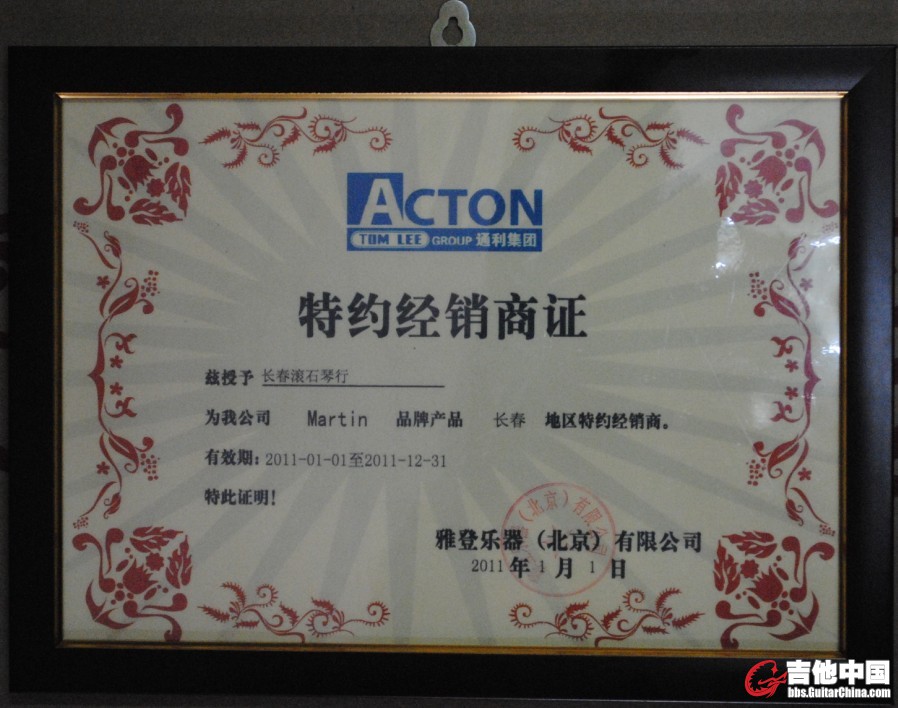 ACTON
TOM LEE GROUP 通利集团
特约经销商证
兹授予 长春滚石琴行
为我公司 Martin 品牌产品 长春 地区特约经销商。
有效期: 2011-01-01至2011-12-31
特此证明!
雅登乐器（北京）有限公司
2011 年 1 月 1 日
吉他中国
bbs.GuitarChina.com